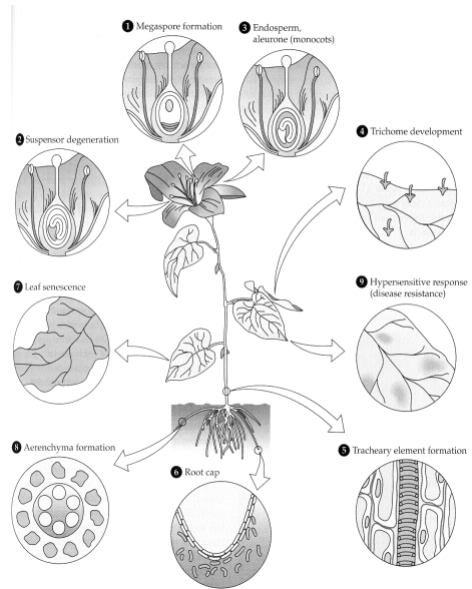 1 Megaspore formation
3 Endosperm,
aleurone (monocots)
2 Suspensor degeneration
4 Trichome development
7 Leaf senescence
9 Hypersensitive response
(disease resistance)
8 Aerenchyma formation
6 Root cap
5 Tracheary element formation